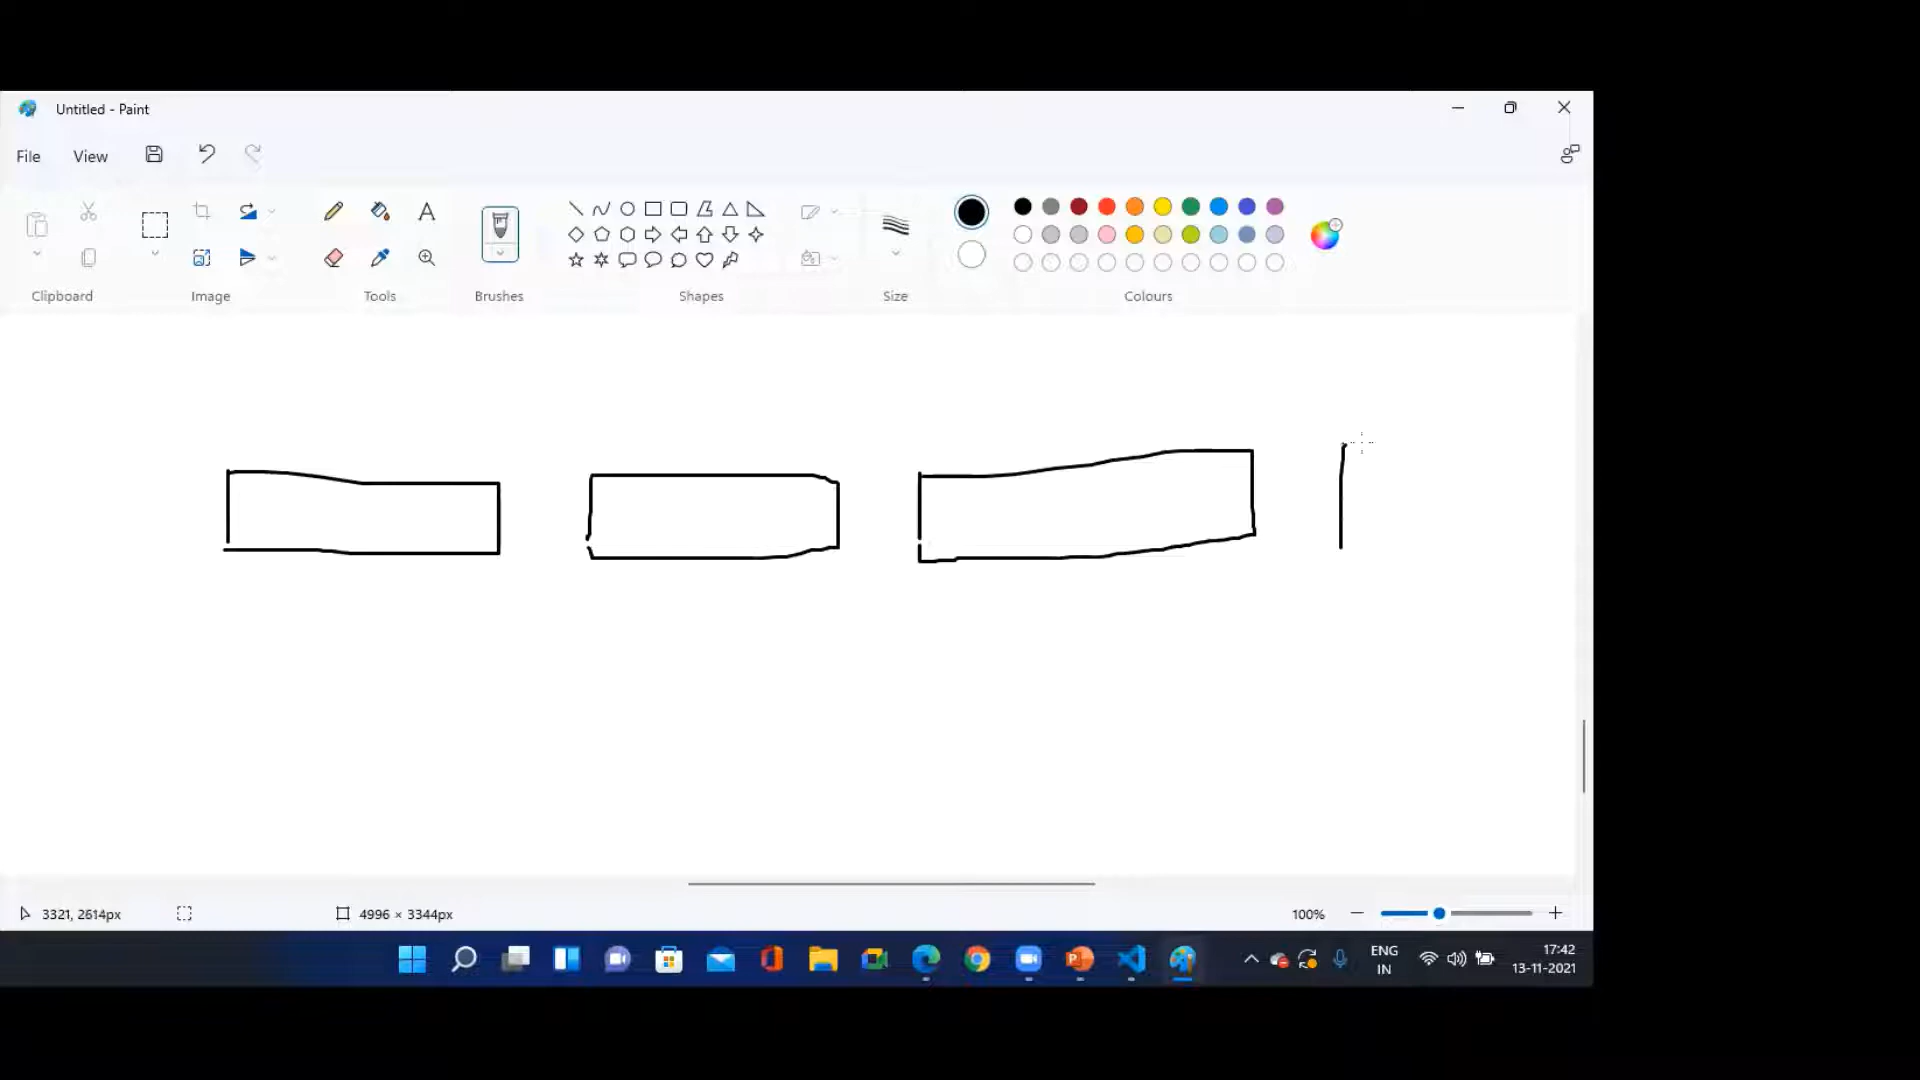 Untitled - Paint
File View
A
Clipboard Image Tools Brushes Shapes Size Colours
3321, 2614px 4996 × 3344px 100%
ENG 17:42
IN 13-11-2021